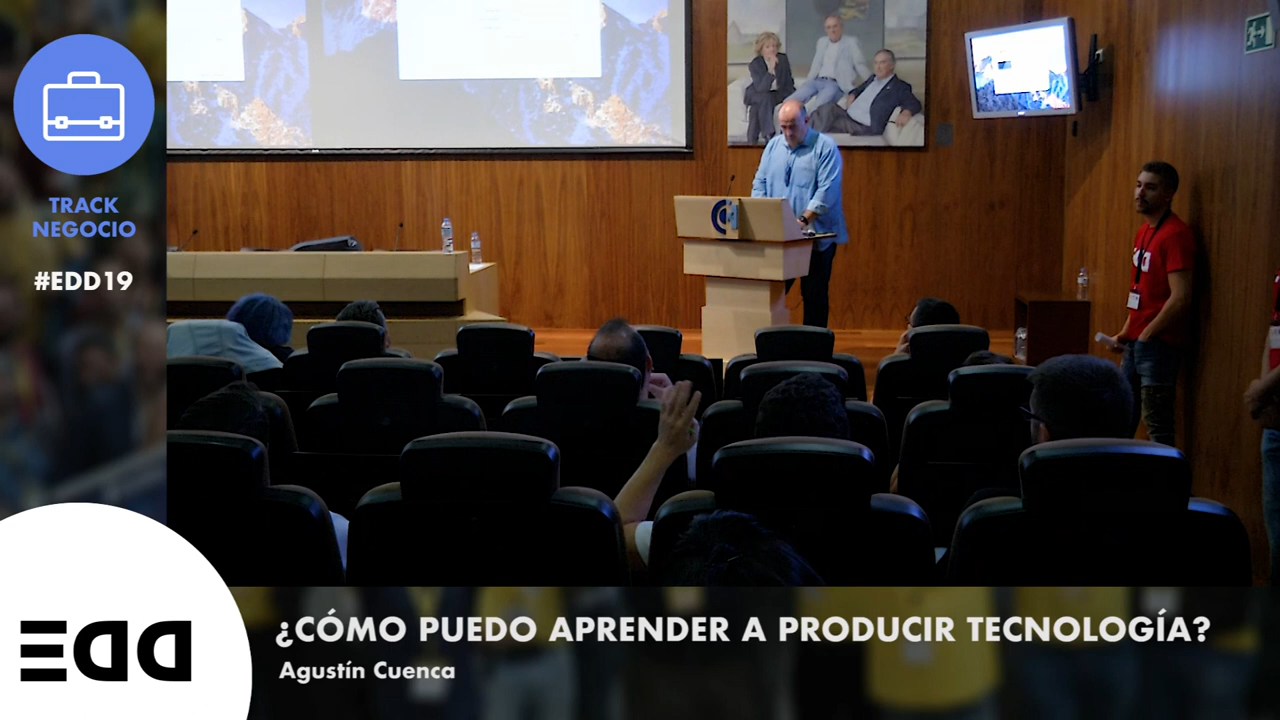 TRACK
NEGOCIO
#EDD19
EDD
¿CÓMO PUEDO APRENDER A PRODUCIR TECNOLOGÍA?
Agustín Cuenca